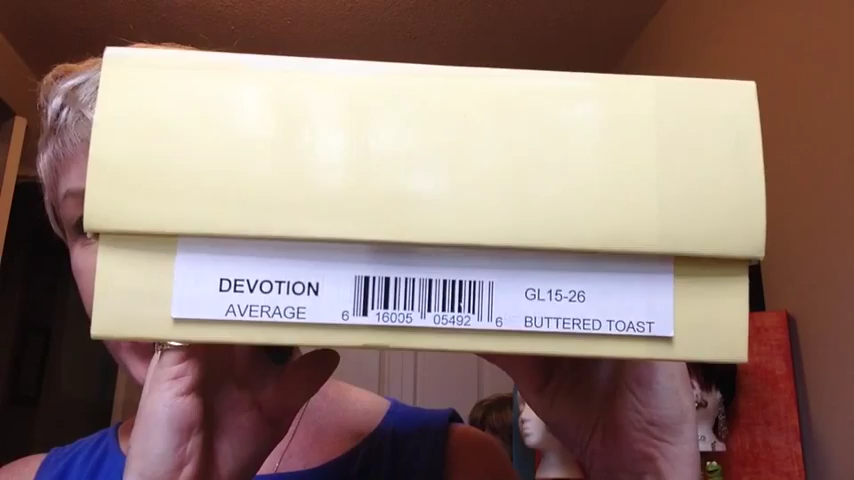 DEVOTION
AVERAGE
6 16005 05492 6
GL15-26
BUTTERED TOAST